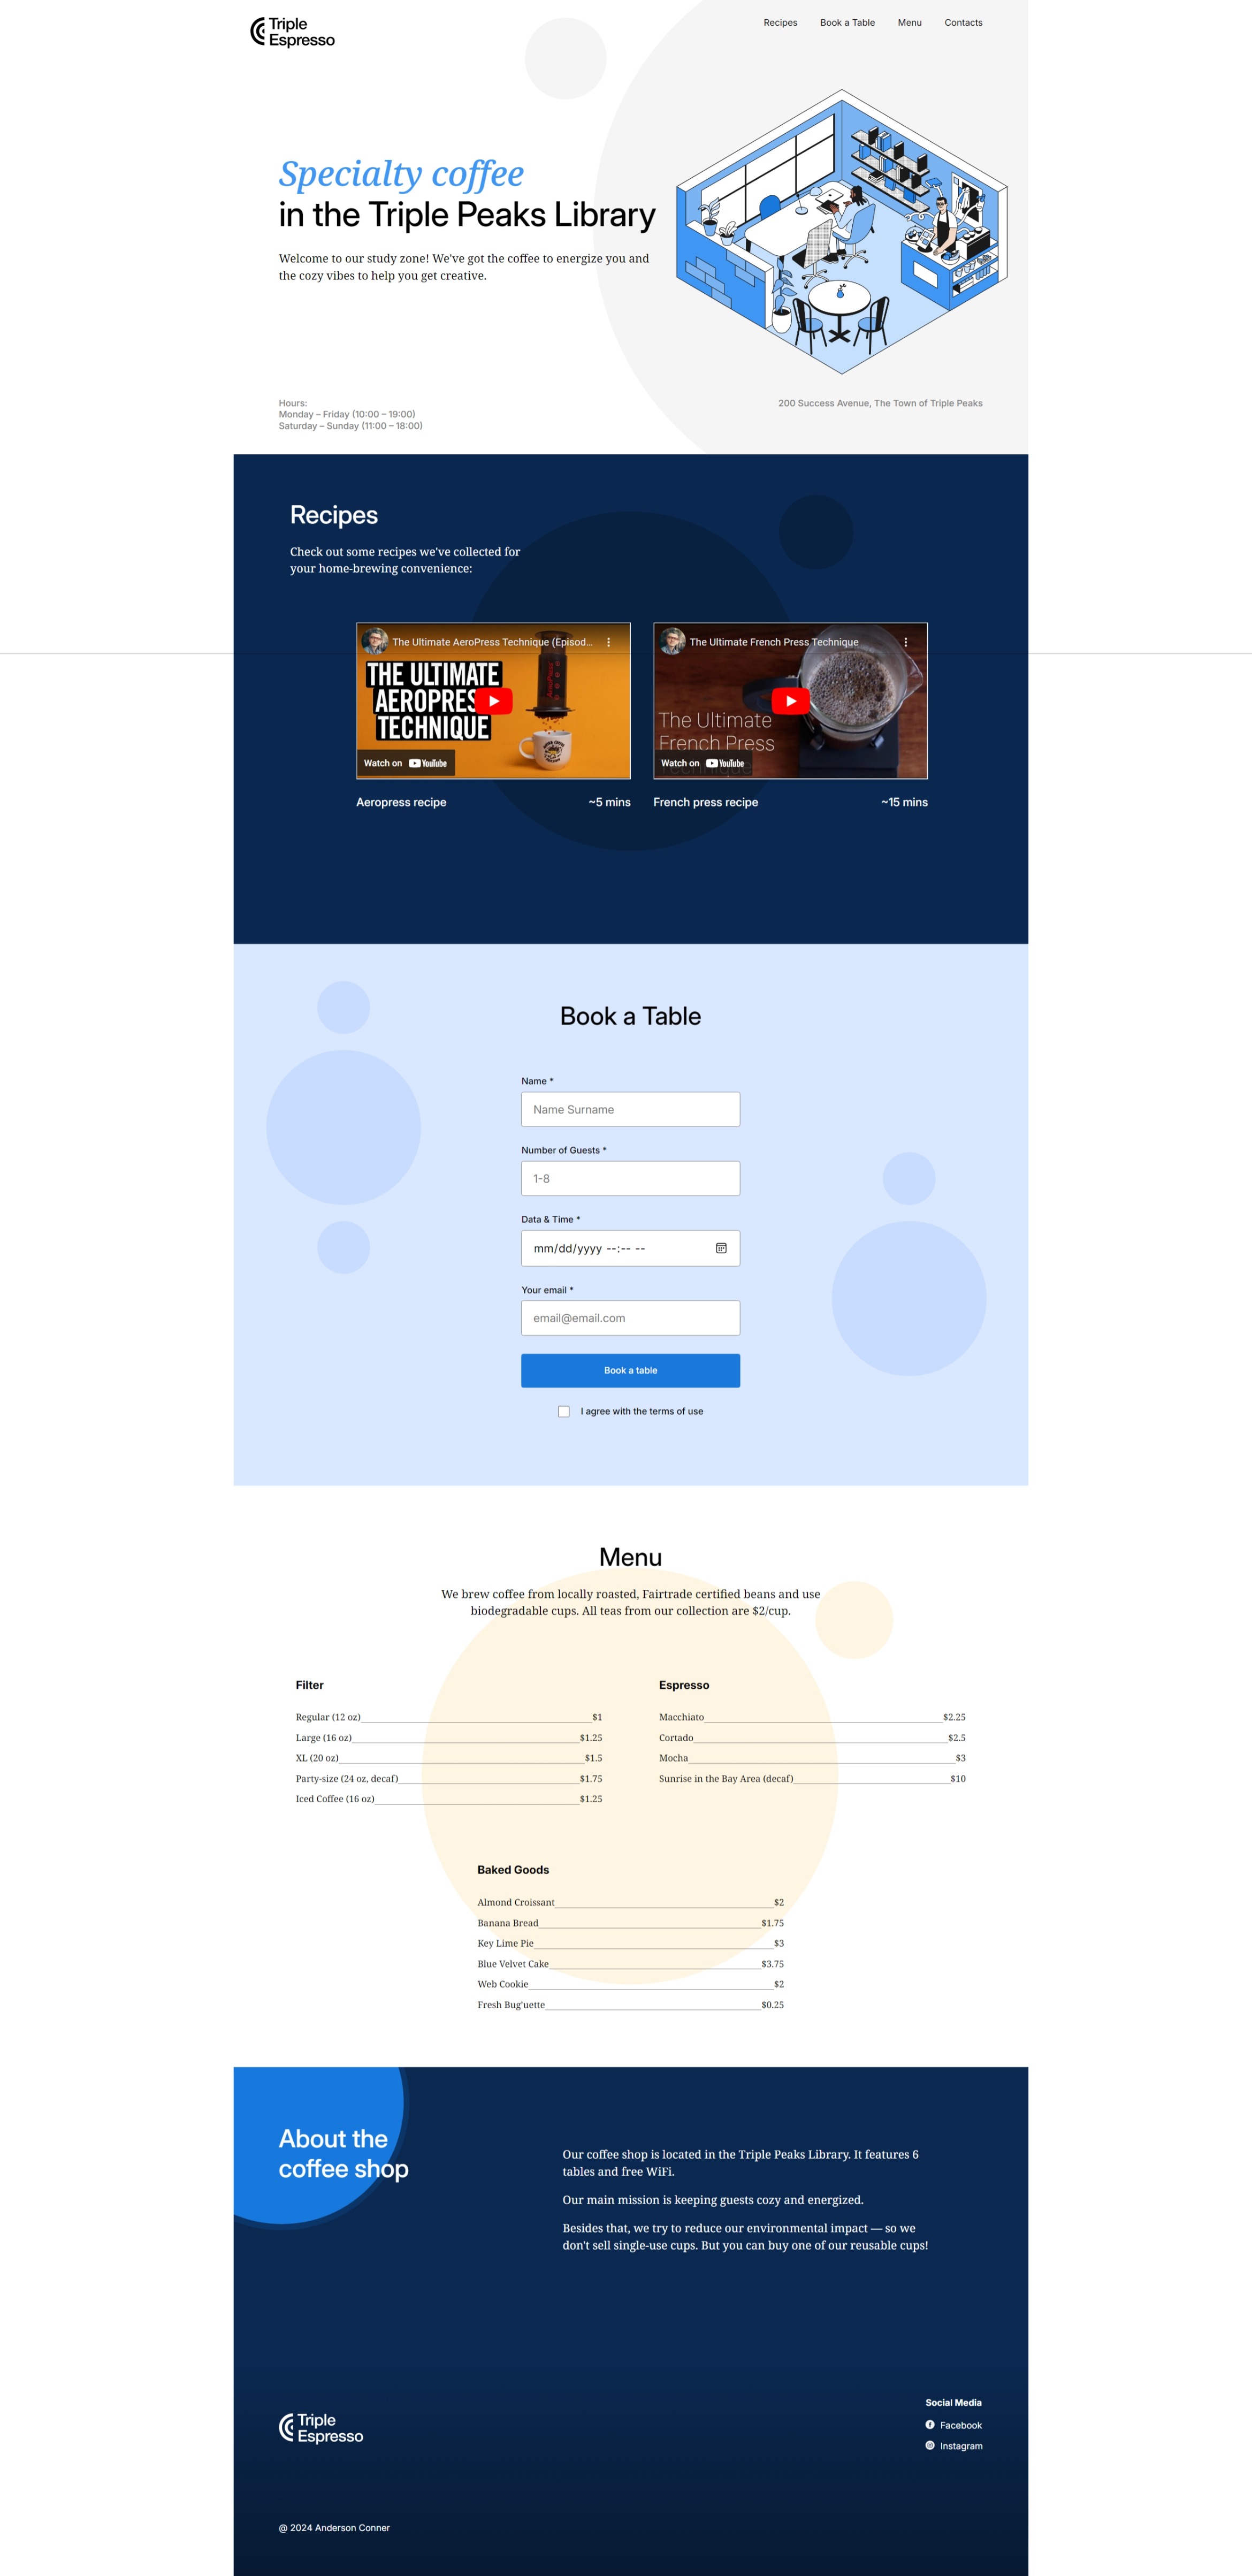 Triple
Espresso
Recipes
Book a Table
Menu
Contacts
Specialty coffee
in the Triple Peaks Library
Welcome to our study zone! We've got the coffee to energize you and
the cozy vibes to help you get creative.
Hours:
Monday – Friday (10:00 – 19:00)
Saturday – Sunday (11:00 – 18:00)
200 Success Avenue, The Town of Triple Peaks
Recipes
Check out some recipes we've collected for
your home-brewing convenience:
The Ultimate AeroPress Technique (Episod...
THE ULTIMATE
AEROPRESS
TECHNIQUE
Watch on YouTube
Aeropress recipe
~5 mins
The Ultimate French Press Technique
The Ultimate
French Press
Technique
Watch on YouTube
French press recipe
~15 mins
Book a Table
Name *
Name Surname
Number of Guests *
1-8
Data & Time *
mm/dd/yyyy --:-- --
Your email *
email@email.com
Book a table
I agree with the terms of use
Menu
We brew coffee from locally roasted, Fairtrade certified beans and use
biodegradable cups. All teas from our collection are $2/cup.
Filter
Regular (12 oz) $1
Large (16 oz) $1.25
XL (20 oz) $1.5
Party-size (24 oz, decaf) $1.75
Iced Coffee (16 oz) $1.25
Espresso
Macchiato $2.25
Cortado $2.5
Mocha $3
Sunrise in the Bay Area (decaf) $10
Baked Goods
Almond Croissant $2
Banana Bread $1.75
Key Lime Pie $3
Blue Velvet Cake $3.75
Web Cookie $2
Fresh Bug'uette $0.25
About the
coffee shop
Our coffee shop is located in the Triple Peaks Library. It features 6
tables and free WiFi.
Our main mission is keeping guests cozy and energized.
Besides that, we try to reduce our environmental impact — so we
don't sell single-use cups. But you can buy one of our reusable cups!
Triple
Espresso
Social Media
Facebook
Instagram
@ 2024 Anderson Conner